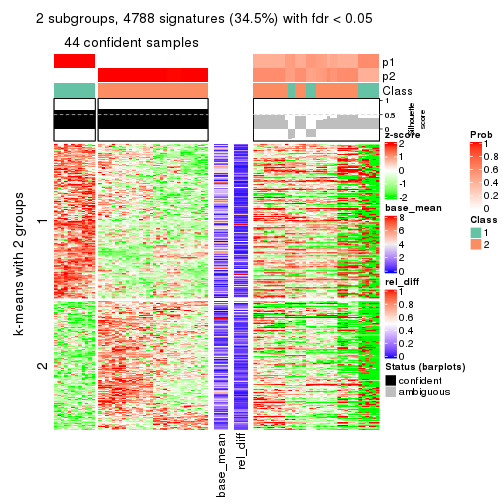 2 subgroups, 4788 signatures (34.5%) with fdr < 0.05
44 confident samples
p1
p2
Class
1
0.5
0
Silhouette
score
k-means with 2 groups
1
2
base_mean
rel_diff
z-score
2
1
0
-1
-2
base_mean
8
6
4
2
0
rel_diff
1
0.8
0.6
0.4
0.2
0
Status (barplots)
confident
ambiguous
Prob
1
0.8
0.6
0.4
0.2
0
Class
1
2